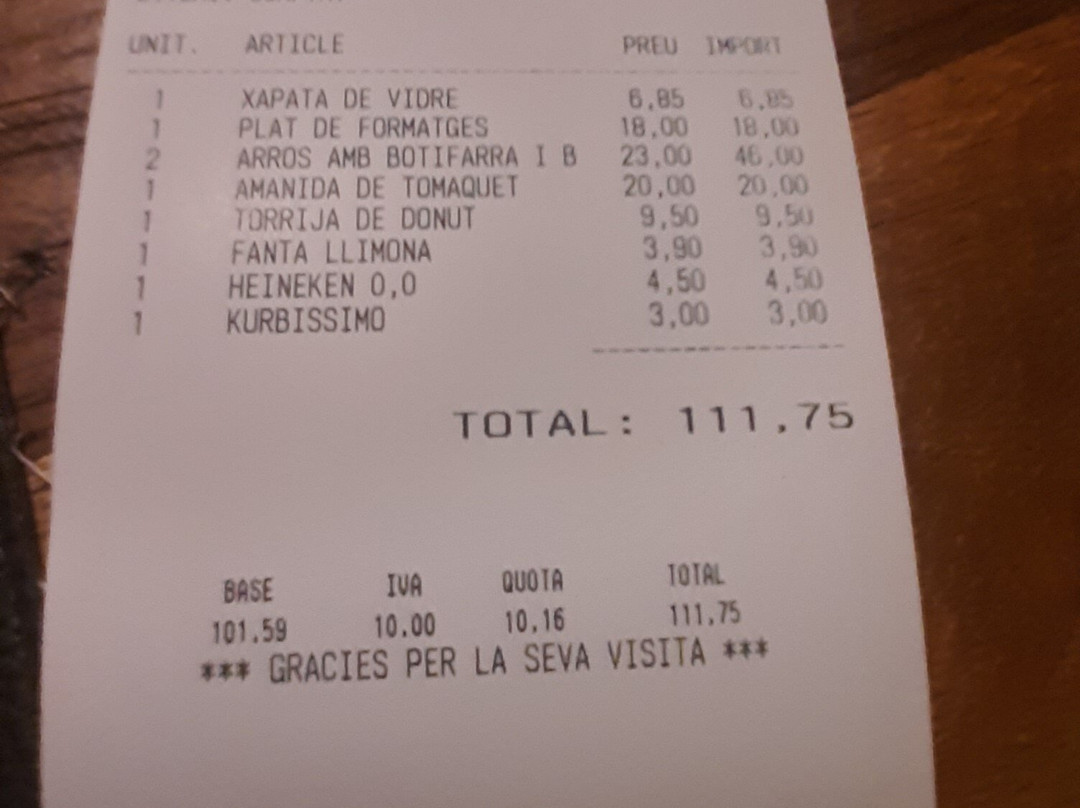 UNIT. ARTICLE PREU IMPORT
1 XAPATA DE VIDRE 6,85 6,85
1 PLAT DE FORMATGES 18,00 18,00
2 ARROS AMB BOTIFARRA I B 23,00 46,00
1 AMANIDA DE TOMAQUET 20,00 20,00
1 TORRIJA DE DONUT 9,50 9,50
1 FANTA LLIMONA 3,90 3,90
1 HEINEKEN 0,0 4,50 4,50
1 KURBISSIMO 3,00 3,00
TOTAL: 111,75
BASE IVA QUOTA TOTAL
101.59 10.00 10.16 111.75
*** GRACIES PER LA SEVA VISITA ***